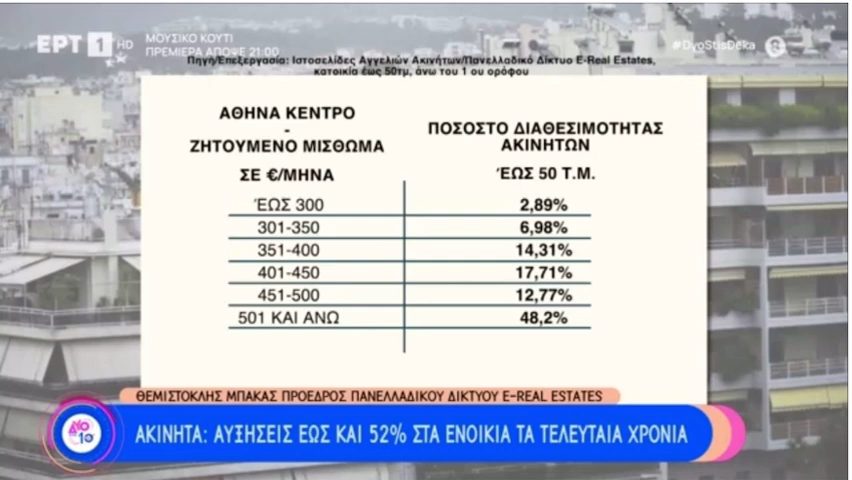 ΕΡΤ 1 HD
ΜΟΥΣΙΚΟ ΚΟΥΤΙ
ΠΡΕΜΙΕΡΑ ΑΠΟΨΕ 21:00
#DyoStisDeka
Πηγή/Επεξεργασία: Ιστοσελίδες Αγγελιών Ακινήτων/Πανελλαδικό Δίκτυο E-Real Estates,
κατοικία έως 50τμ, άνω του 1 ου ορόφου
ΑΘΗΝΑ ΚΕΝΤΡΟ
-
ΖΗΤΟΥΜΕΝΟ ΜΙΣΘΩΜΑ
ΣΕ €/ΜΗΝΑ
ΠΟΣΟΣΤΟ ΔΙΑΘΕΣΙΜΟΤΗΤΑΣ
ΑΚΙΝΗΤΩΝ
ΈΩΣ 50 Τ.Μ.
ΈΩΣ 300 2,89%
301-350 6,98%
351-400 14,31%
401-450 17,71%
451-500 12,77%
501 ΚΑΙ ΑΝΩ 48,2%
ΘΕΜΙΣΤΟΚΛΗΣ ΜΠΑΚΑΣ ΠΡΟΕΔΡΟΣ ΠΑΝΕΛΛΑΔΙΚΟΥ ΔΙΚΤΥΟΥ E-REAL ESTATES
ΔΥΟ
10
ΑΚΙΝΗΤΑ: ΑΥΞΗΣΕΙΣ ΕΩΣ ΚΑΙ 52% ΣΤΑ ΕΝΟΙΚΙΑ ΤΑ ΤΕΛΕΥΤΑΙΑ ΧΡΟΝΙΑ